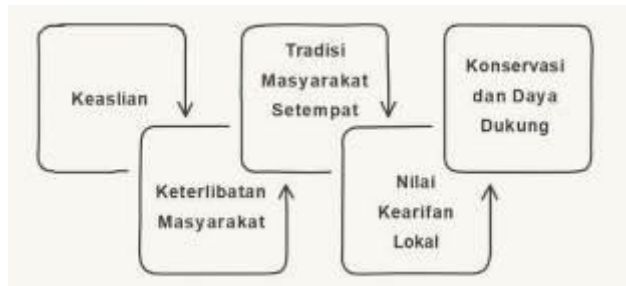 Keaslian
Keterlibatan
Masyarakat
Tradisi
Masyarakat
Setempat
Nilai
Kearifan
Lokal
Konservasi
dan Daya
Dukung